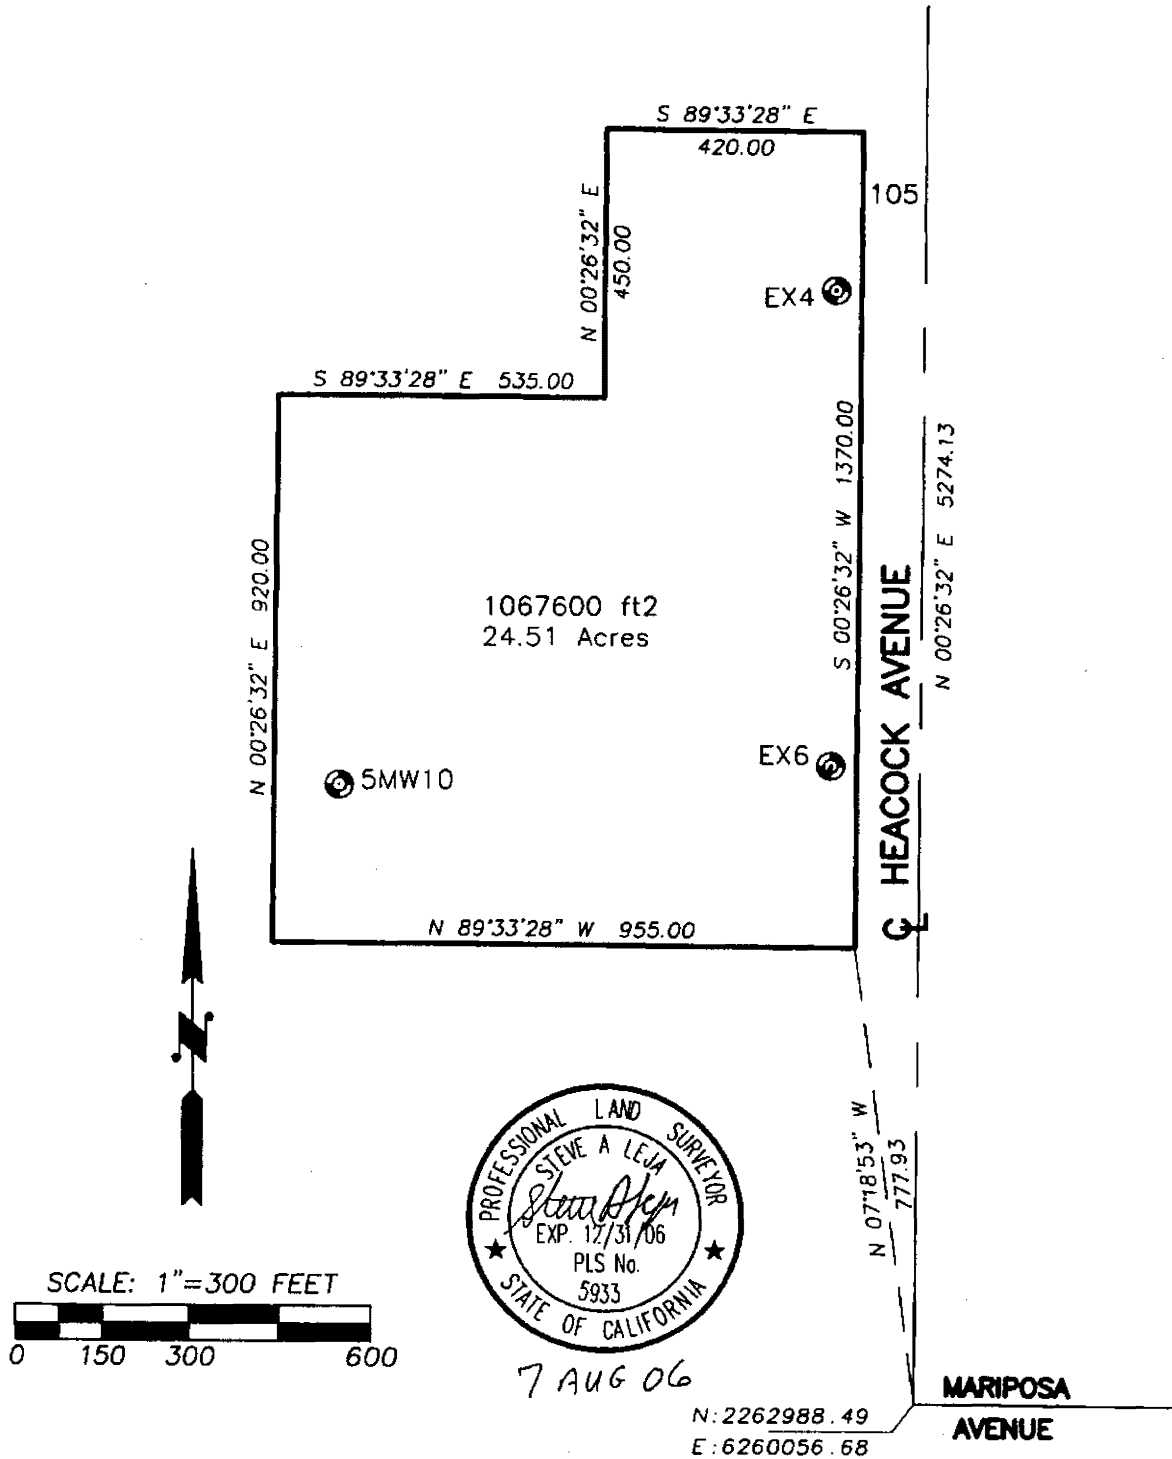 S 89°33'28" E
420.00
105
N 00°26'32" E
450.00
EX4
S 89°33'28" E 535.00
S 00°26'32" W 1370.00
N 00°26'32" E 5274.13
HEACOCK AVENUE
CL
N 00°26'32" E 920.00
1067600 ft2
24.51 Acres
EX6
5MW10
N 89°33'28" W 955.00
N
N 07°18'53" W
777.93
PROFESSIONAL LAND SURVEYOR
STEVE A LEJA
EXP. 12/31/06
PLS No.
5933
STATE OF CALIFORNIA
7 AUG 06
SCALE: 1"=300 FEET
0 150 300 600
MARIPOSA
AVENUE
N:2262988.49
E:6260056.68